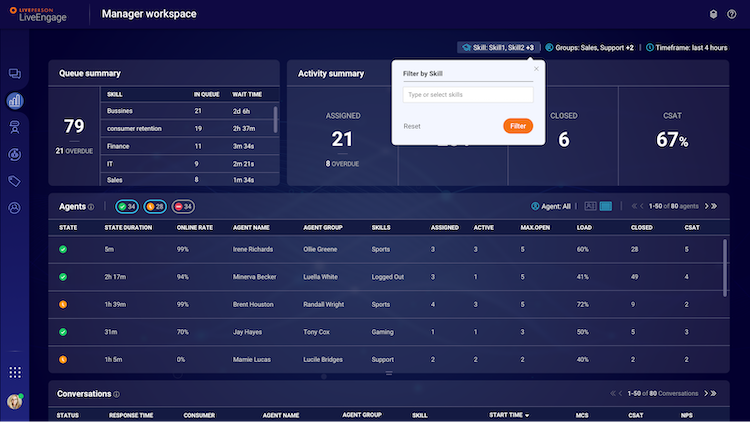 LIVEPERSON
LiveEngage
Manager workspace
Skill: Skill1, Skill2 +3
Groups: Sales, Support +2
Timeframe: last 4 hours
Queue summary
79
21 OVERDUE
SKILL IN QUEUE WAIT TIME
Bussines 21 2d 6h
consumer retention 19 2h 37m
Finance 11 3m 34s
IT 9 2m 21s
Sales 8 1m 34s
Activity summary
ASSIGNED
21
8 OVERDUE
CLOSED
6
CSAT
67%
Filter by Skill
Type or select skills
Reset
Filter
Agents 34 28 34
Agent: All
1-50 of 80 agents
STATE STATE DURATION ONLINE RATE AGENT NAME AGENT GROUP SKILLS ASSIGNED ACTIVE MAX.OPEN LOAD CLOSED CSAT
5m 99% Irene Richards Ollie Greene Sports 3 3 5 60% 28 5
2h 17m 94% Minerva Becker Luella White Logged Out 3 1 5 41% 49 4
1h 39m 99% Brent Houston Randall Wright Sports 4 3 5 72% 9 2
31m 70% Jay Hayes Tony Cox Gaming 1 1 3 50% 5 3
1h 5m 0% Mamie Lucas Lucile Bridges Support 2 2 2 40% 2 2
Conversations
1-50 of 80 Conversations
STATUS RESPONSE TIME CONSUMER AGENT NAME AGENT GROUP SKILL START TIME MCS CSAT NPS